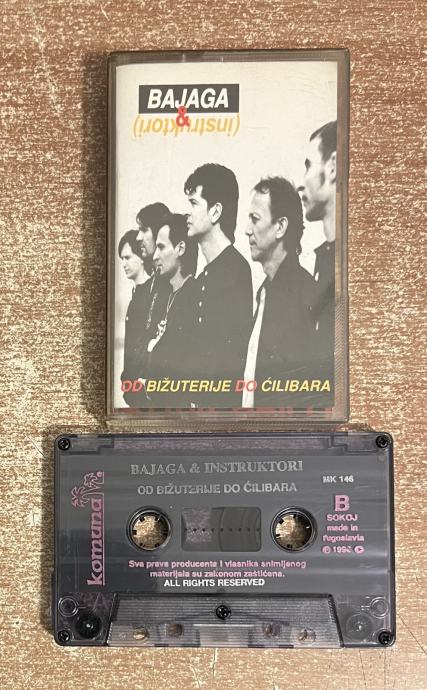 BAJAGA
&
(instruktori)
OD BIŽUTERIJE DO ĆILIBARA
BAJAGA & INSTRUKTORI
OD BIŽUTERIJE DO ĆILIBARA
MK 146
B
SOKOJ
made in
Yugoslavia
komuna
Sva prava producenta i vlasnika snimljenog
materijala su zakonom zaštićena.
ALL RIGHTS RESERVED